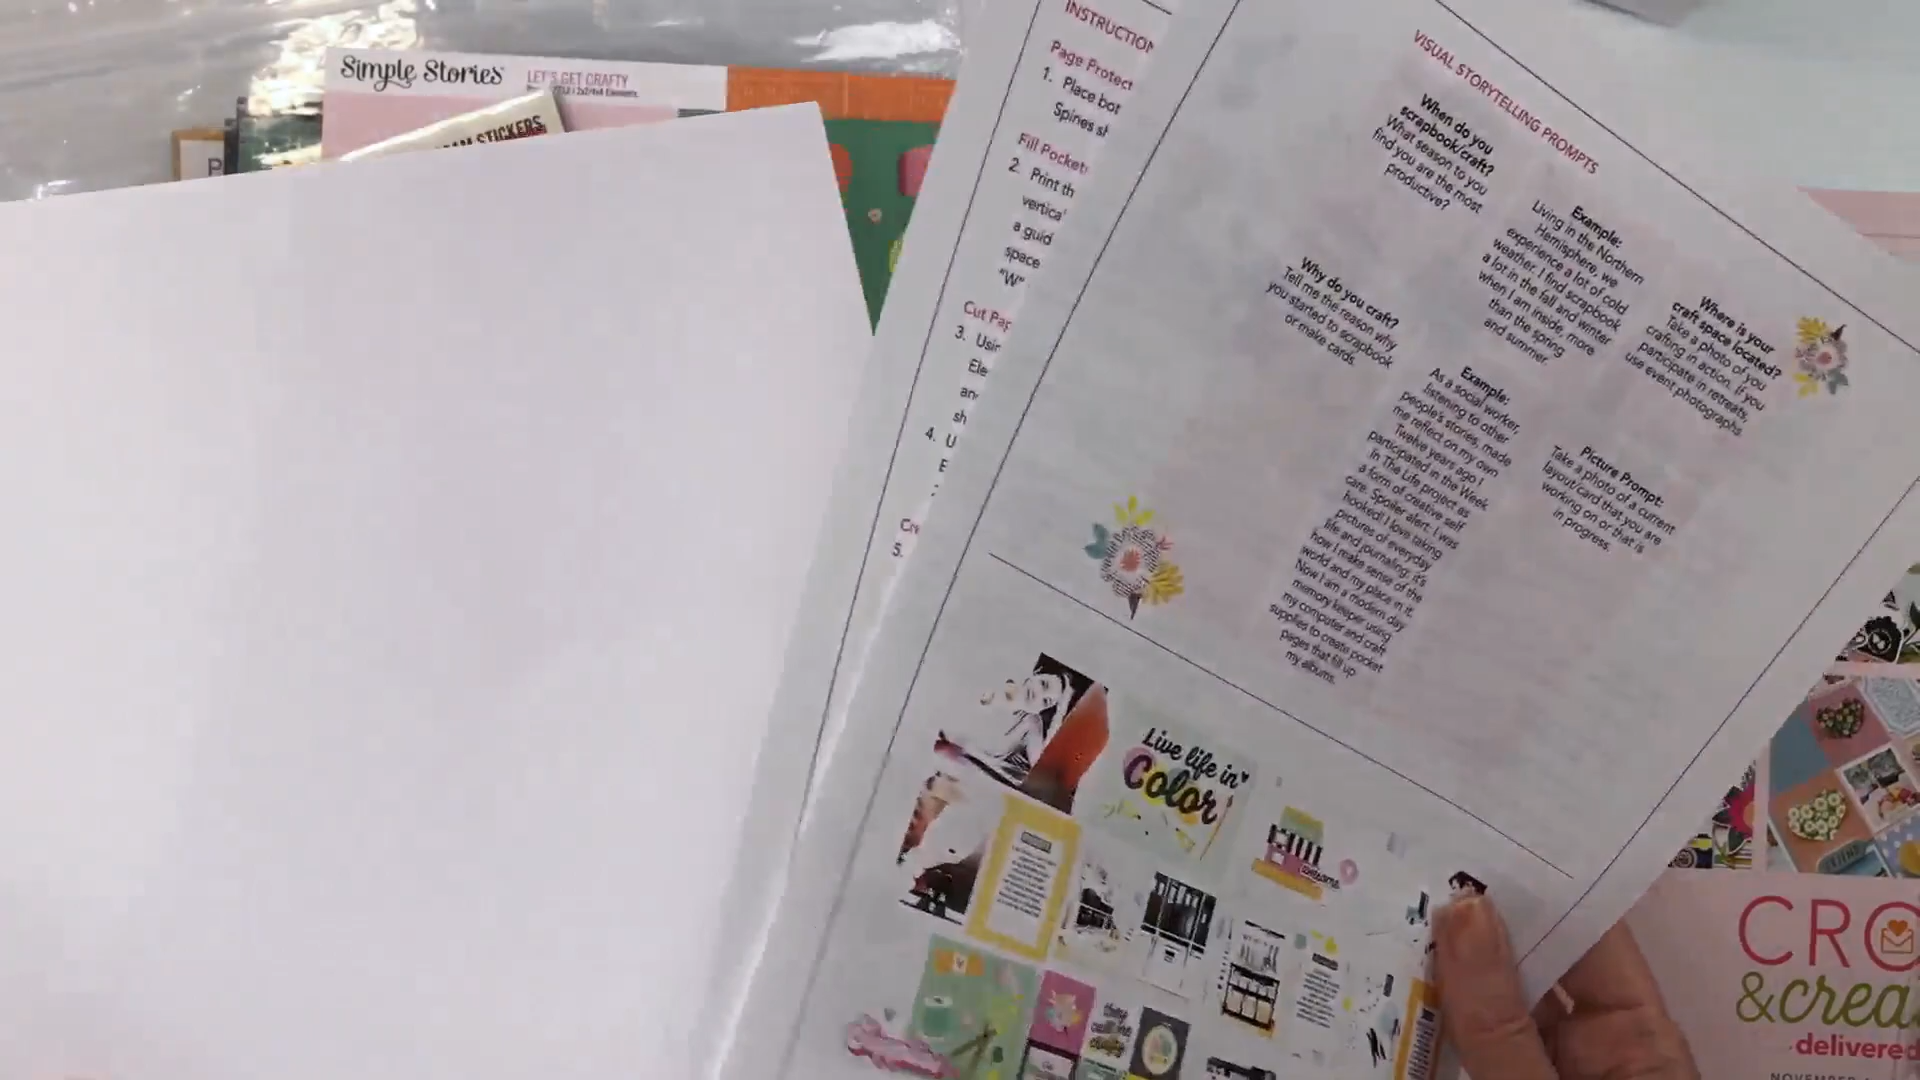 Simple Stories
LET'S GET CRAFTY
STICKERS
INSTRUCTION
Page Protect
1. Place bot
Spines sh
Fill Pocket
2. Print th
vertica
a guid
space
"W"
Cut Pap
3. Usin
Ele
an
sh
4. U
E
5.
VISUAL STORYTELLING PROMPTS
When do you
scrapbook/craft?
What season to you
find you are the most
productive?
Example:
Living in the Northern
Hemisphere, we
experience a lot of cold
weather. I find scrapbook
a lot in the fall and winter
when I am inside, more
than the spring
and summer.
Where is your
craft space located?
Take a photo of you
crafting in action. If you
participate in retreats,
use event photographs.
Why do you craft?
Tell me the reason why
you started to scrapbook
or make cards.
Example:
As a social worker,
listening to other
people's stories, made
me reflect on my own
Twelve years ago I
participated in the Week
In The Life project as
a form of creative self
care. Spoiler alert: I was
hooked! I love taking
pictures of everyday
life and journaling: it's
how I make sense of the
world and my place in it.
Now I am a modern day
memory keeper using
my computer and craft
supplies to create pocket
pages that fill up
my albums.
Picture Prompt:
Take a photo of a current
layout/card that you are
working on or that is
in progress.
Live life in
Color
awesome
they
call me
crafty
CRO
&crea
delivered
NOVEMBER